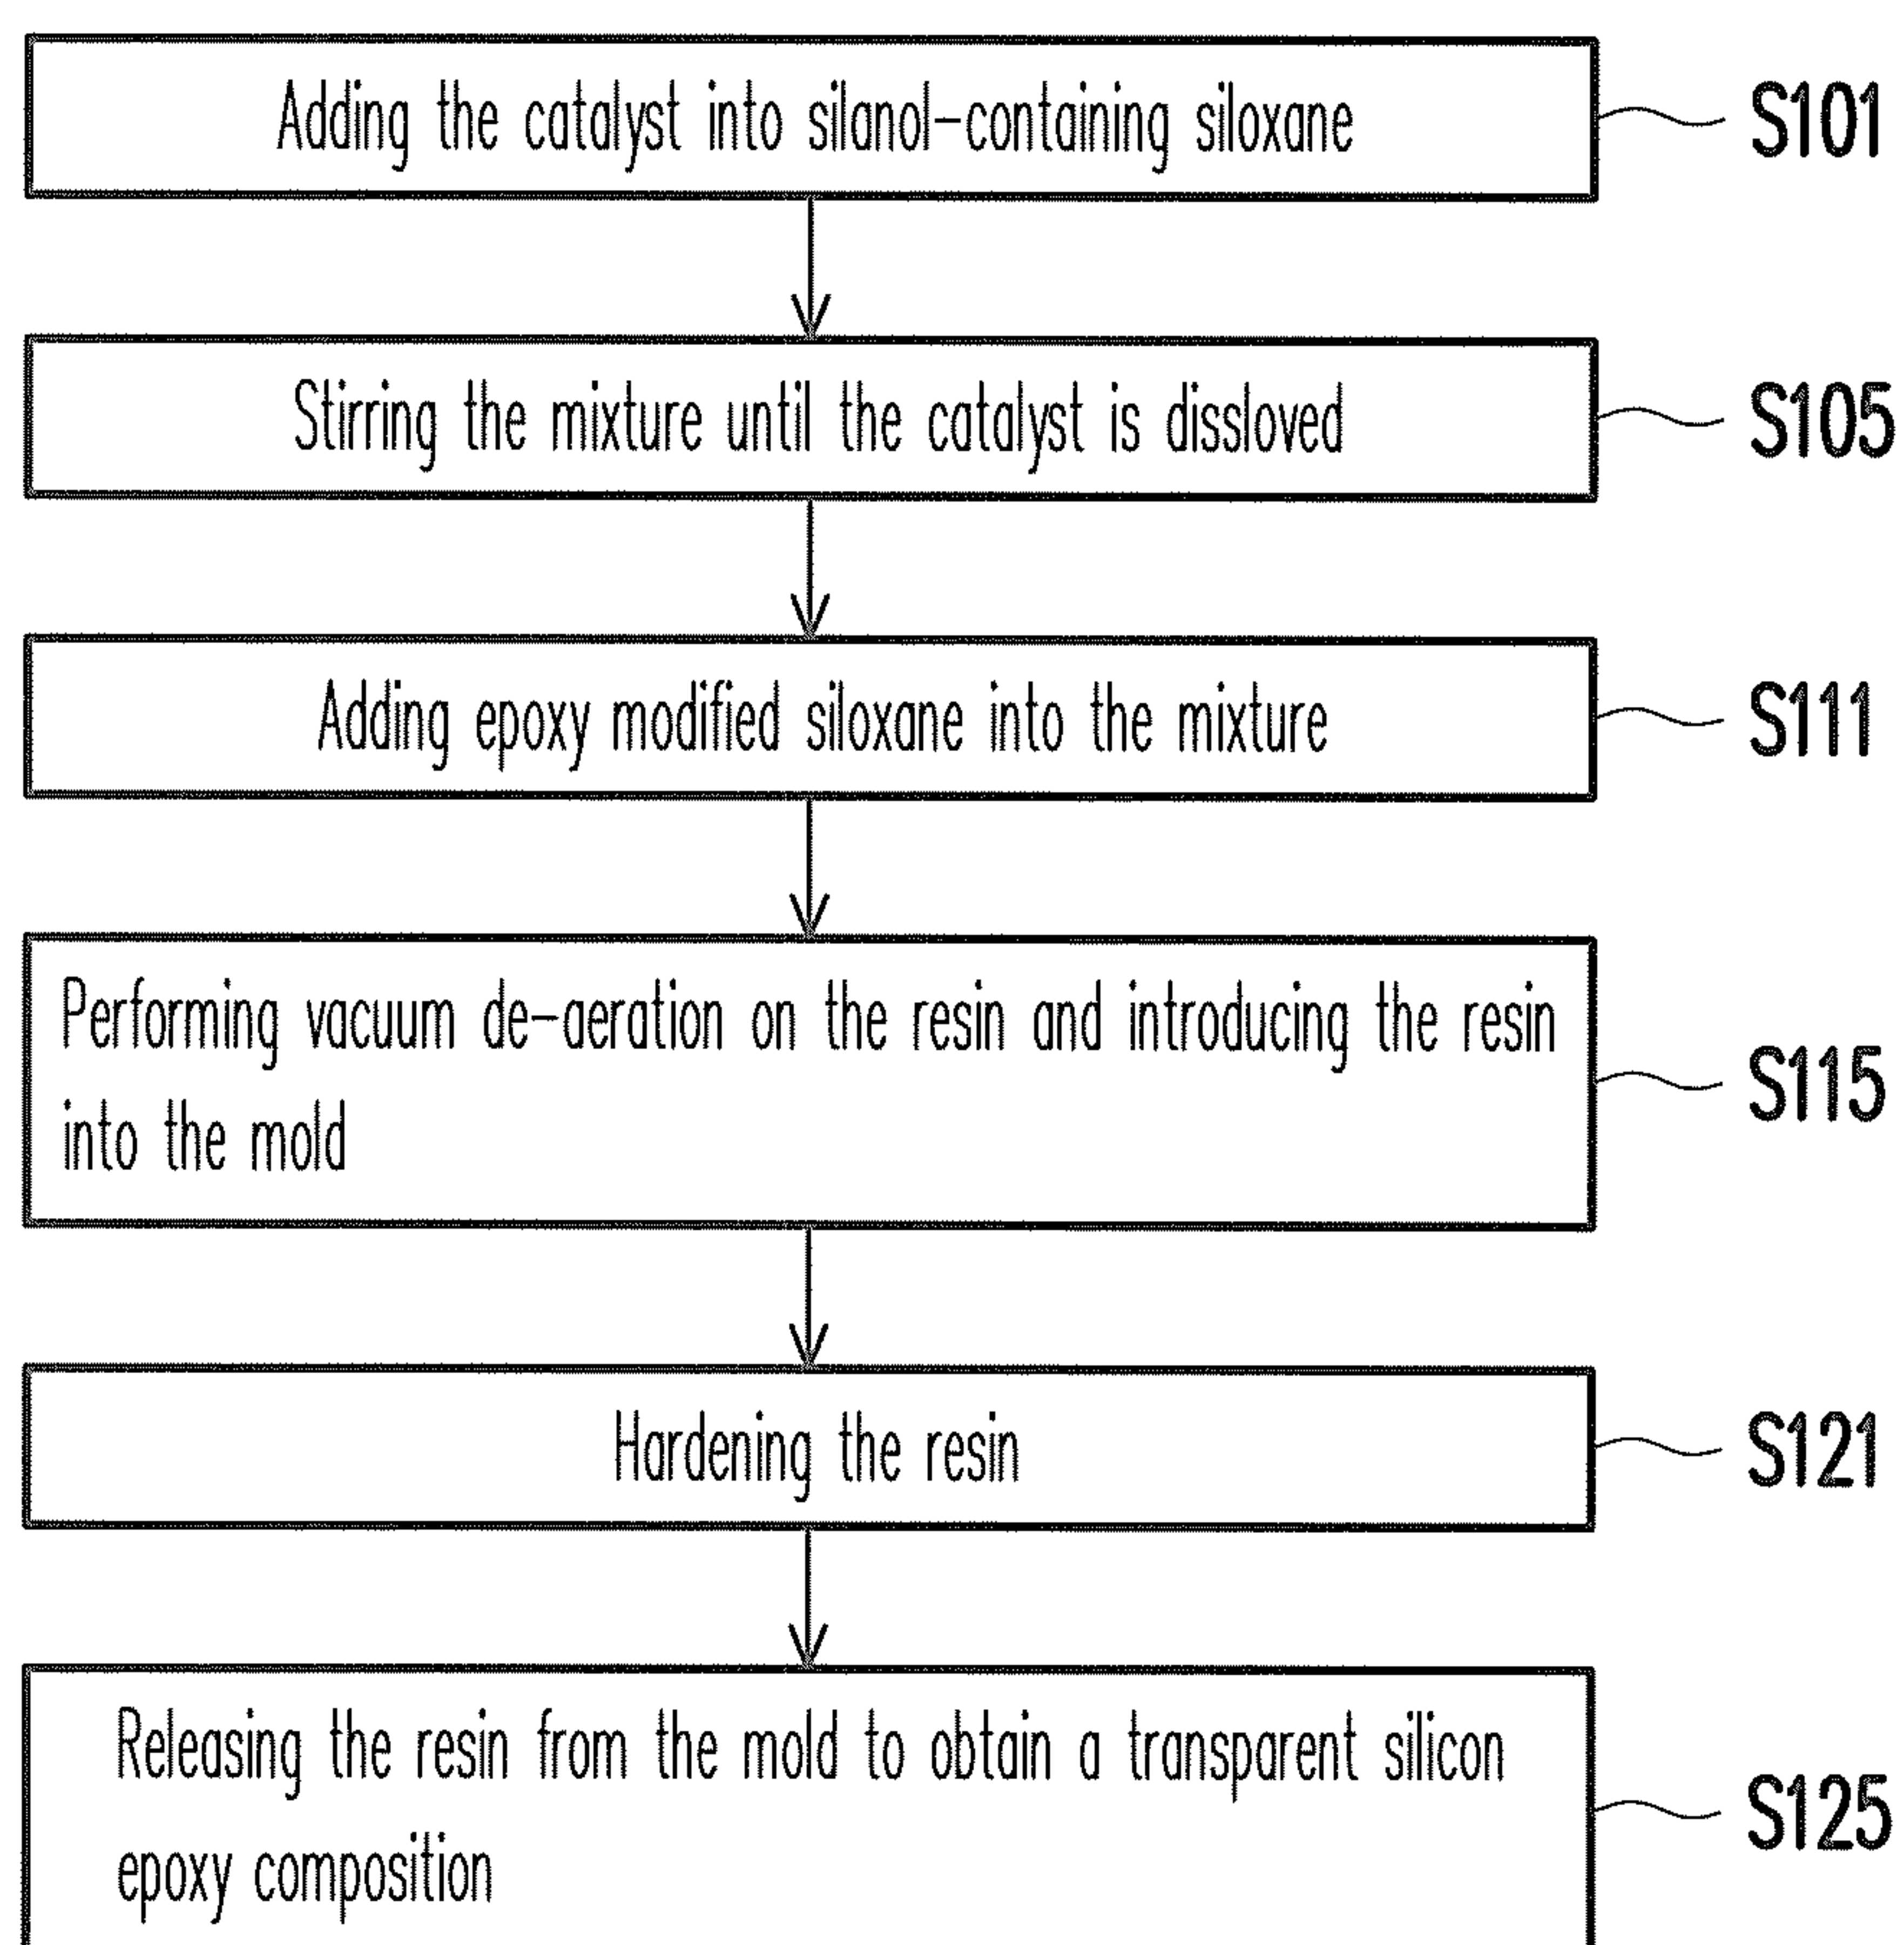 Adding the catalyst into silanol-containing siloxane
S101
Stirring the mixture until the catalyst is dissloved
S105
Adding epoxy modified siloxane into the mixture
S111
Performing vacuum de-aeration on the resin and introducing the resin
into the mold
S115
Hardening the resin
S121
Releasing the resin from the mold to obtain a transparent silicon
epoxy composition
S125